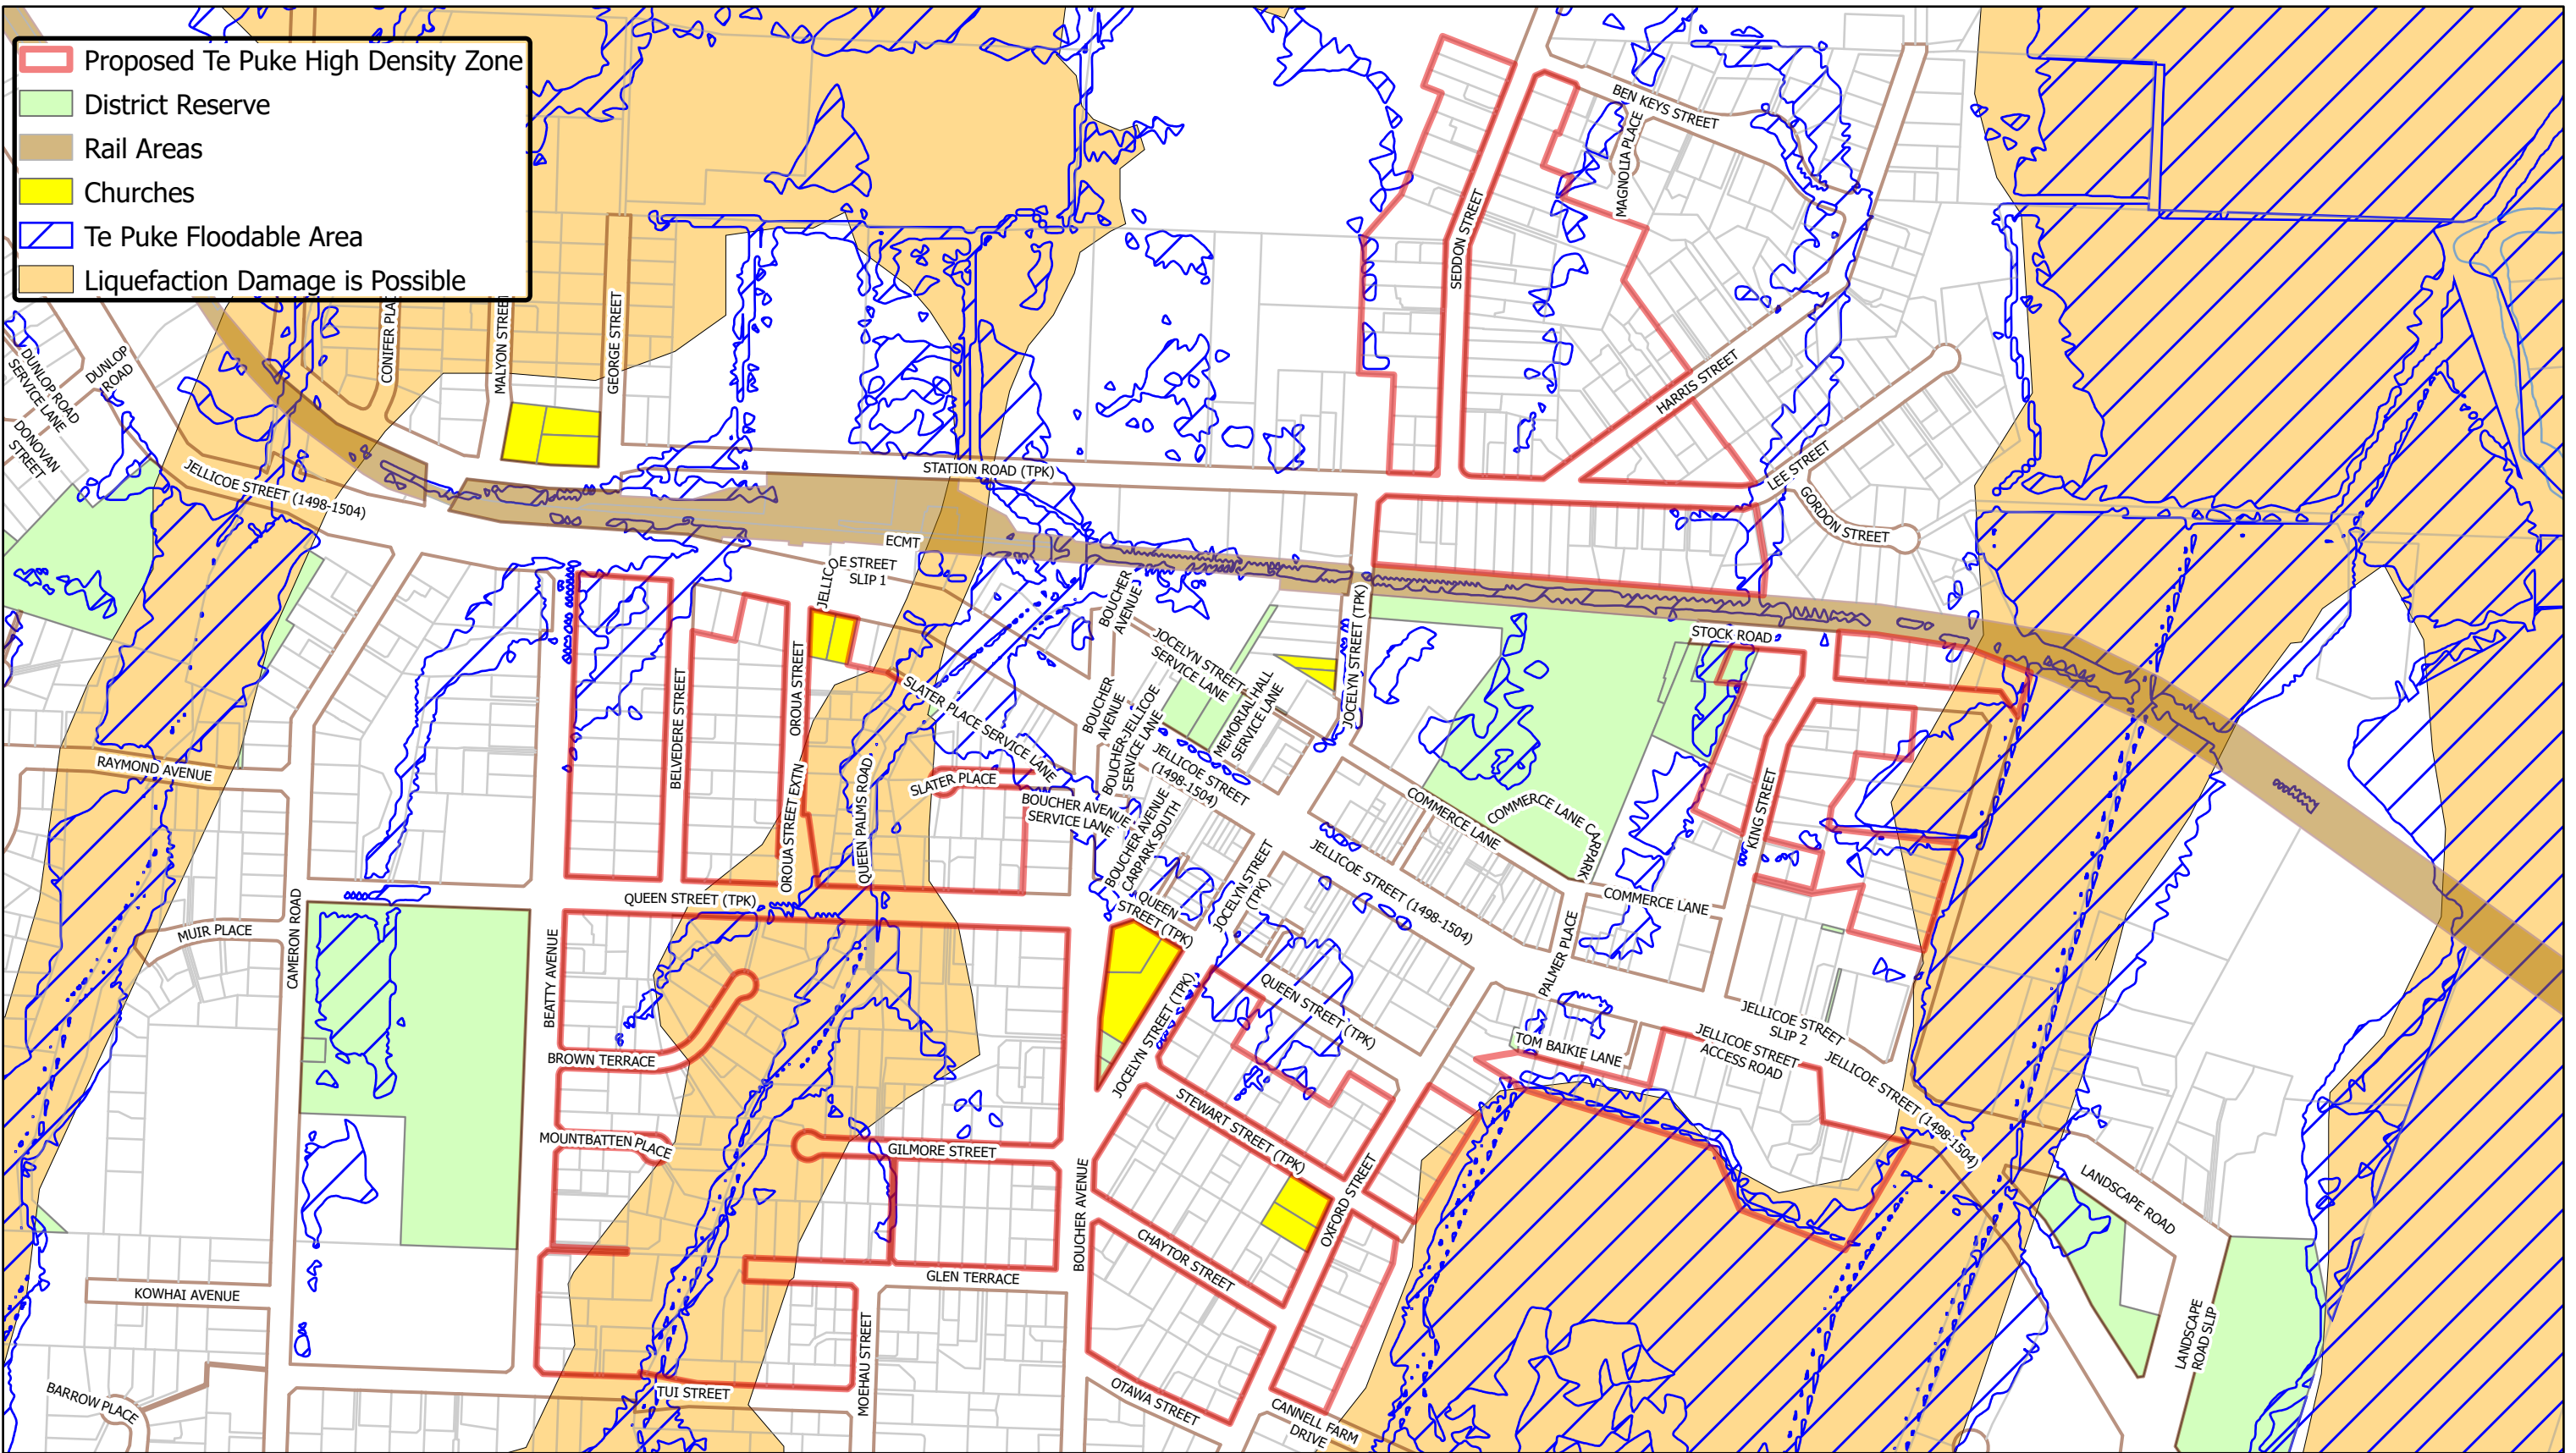 Proposed Te Puke High Density Zone
District Reserve
Rail Areas
Churches
Te Puke Floodable Area
Liquefaction Damage is Possible
BEN KEYS STREET
MAGNOLIA PLACE
SEDDON STREET
HARRIS STREET
LEE STREET
GORDON STREET
CONIFER PLA
MALYON STREET
GEORGE STREET
DUNLOP
ROAD
DUNLOP ROAD
SERVICE LANE
DONOVAN
STREET
JELLICOE STREET (1498-1504)
STATION ROAD (TPK)
ECMT
JELLICOE STREET
SLIP 1
BOUCHER
AVENUE
JOCELYN STREET
SERVICE LANE
JOCELYN STREET (TPK)
STOCK ROAD
BELVEDERE STREET
OROUA STREET
SLATER PLACE SERVICE LANE
BOUCHER
AVENUE
BOUCHER-JELLICOE
SERVICE LANE
MEMORIAL HALL
SERVICE LANE
JELLICOE STREET
(1498-1504)
RAYMOND AVENUE
OROUA STREET EXTN
QUEEN PALMS ROAD
SLATER PLACE
BOUCHER AVENUE
SERVICE LANE
BOUCHER AVENUE
CARPARK SOUTH
COMMERCE LANE
COMMERCE LANE CARPARK
KING STREET
JELLICOE STREET (1498-1504)
JOCELYN STREET
(TPK)
COMMERCE LANE
QUEEN STREET (TPK)
QUEEN
STREET (TPK)
MUIR PLACE
CAMERON ROAD
BEATTY AVENUE
PALMER PLACE
JOCELYN STREET (TPK)
QUEEN STREET (TPK)
BROWN TERRACE
TOM BAIKIE LANE
JELLICOE STREET
SLIP 2
JELLICOE STREET
ACCESS ROAD
JELLICOE STREET (1498-1504)
STEWART STREET (TPK)
MOUNTBATTEN PLACE
GILMORE STREET
BOUCHER AVENUE
OXFORD STREET
LANDSCAPE ROAD
CHAYTOR STREET
GLEN TERRACE
KOWHAI AVENUE
MOEHAU STREET
LANDSCAPE
ROAD SLIP
BARROW PLACE
TUI STREET
OTAWA STREET
CANNELL FARM
DRIVE